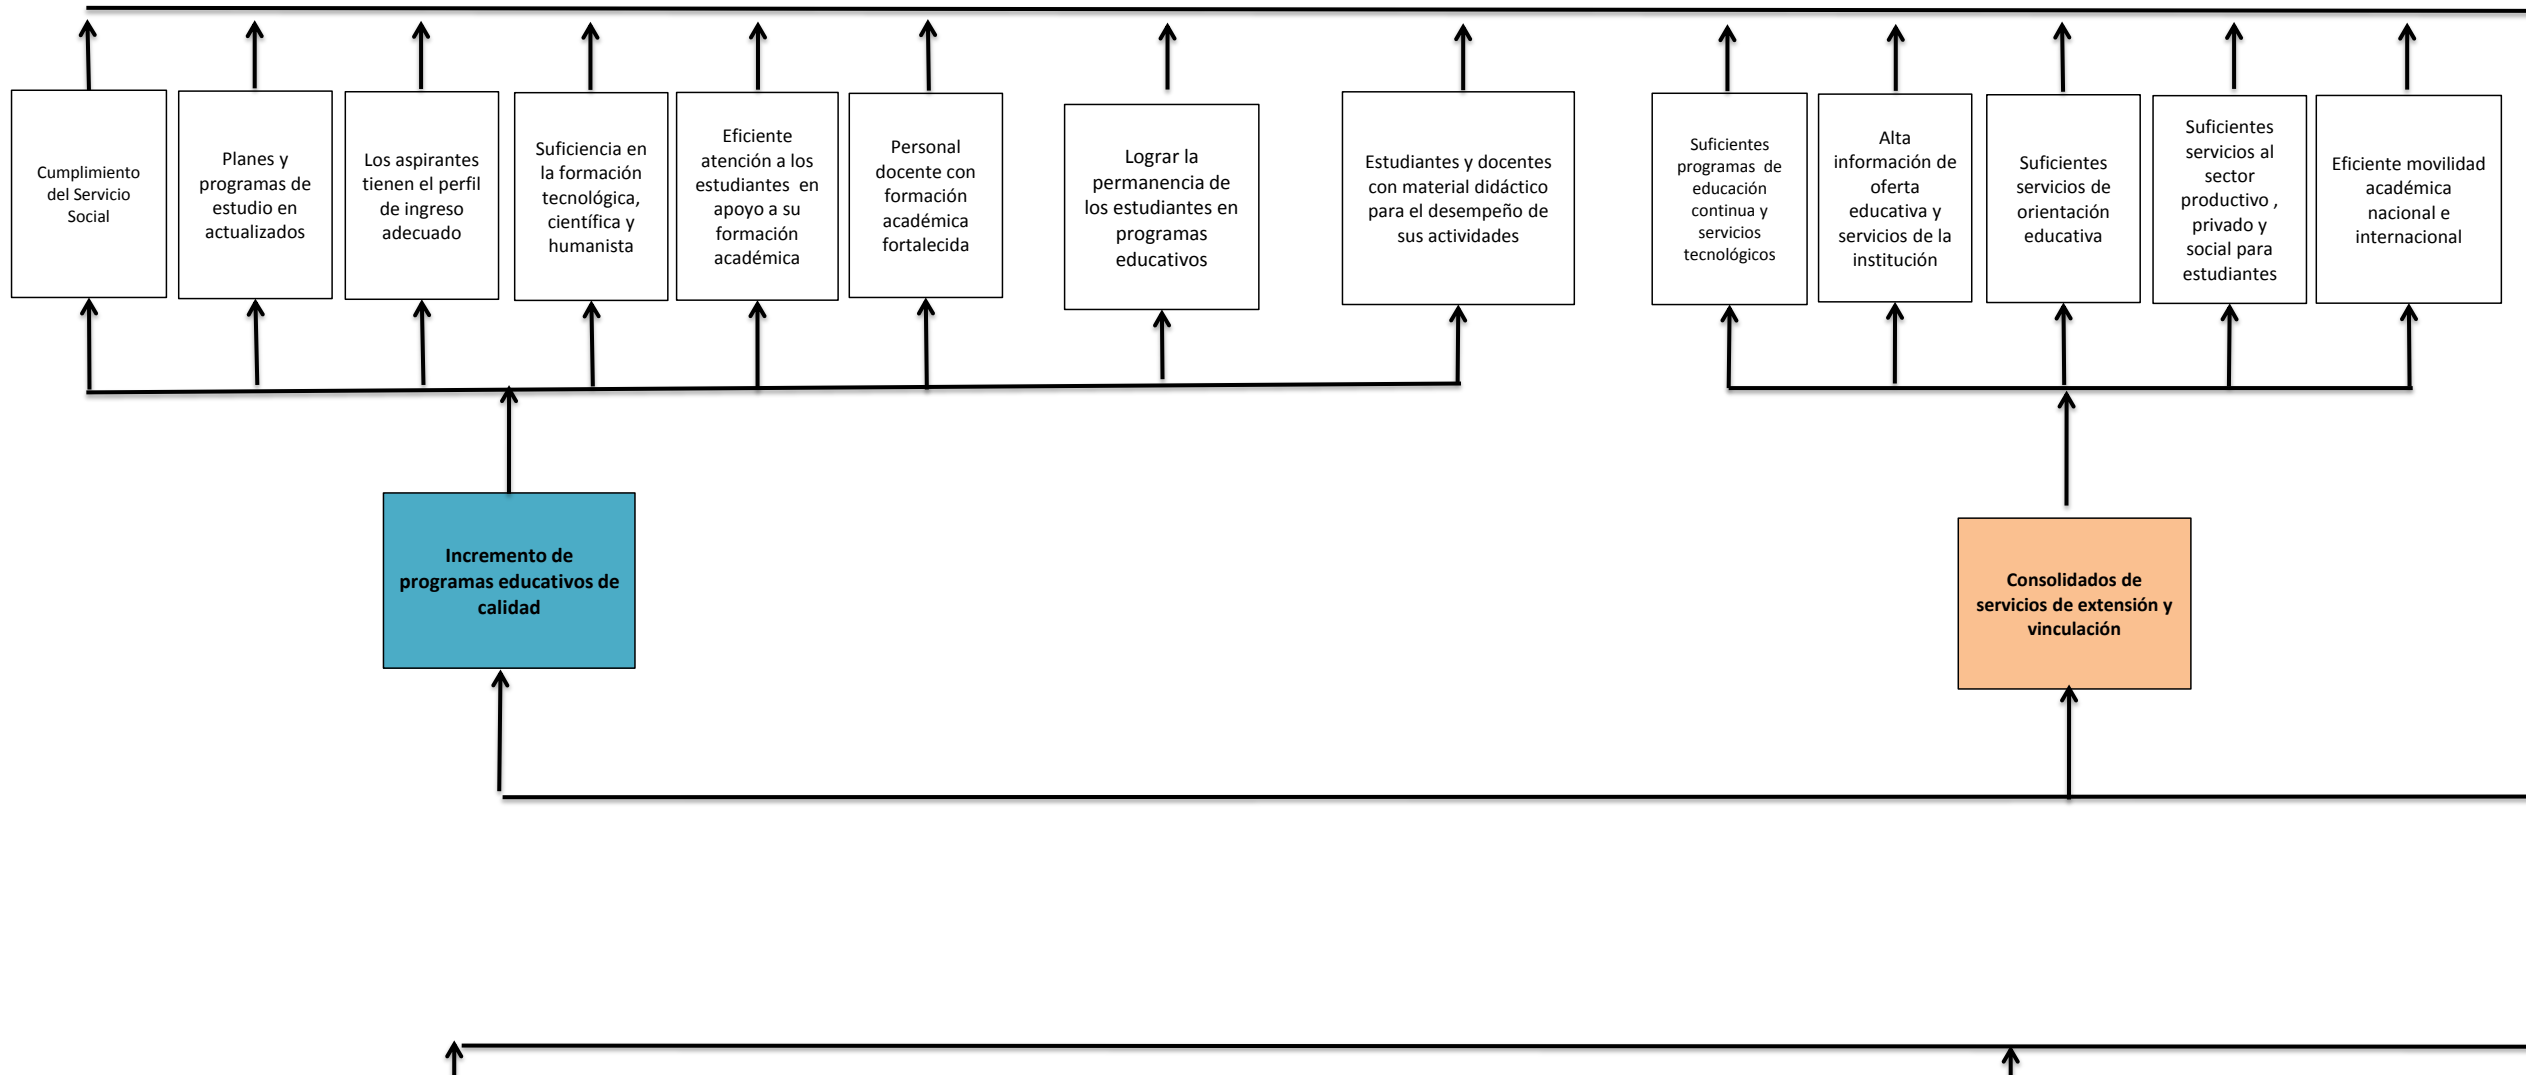 Cumplimiento
del Servicio
Social
Planes y
programas de
estudio en
actualizados
Los aspirantes
tienen el perfil
de ingreso
adecuado
Suficiencia en
la formación
tecnológica,
científica y
humanista
Eficiente
atención a los
estudiantes en
apoyo a su
formación
académica
Personal
docente con
formación
académica
fortalecida
Lograr la
permanencia de
los estudiantes en
programas
educativos
Estudiantes y docentes
con material didáctico
para el desempeño de
sus actividades
Suficientes
programas de
educación
continua y
servicios
tecnológicos
Alta
información de
oferta
educativa y
servicios de la
institución
Suficientes
servicios de
orientación
educativa
Suficientes
servicios al
sector
productivo ,
privado y
social para
estudiantes
Eficiente movilidad
académica
nacional e
internacional
Incremento de
programas educativos de
calidad
Consolidados de
servicios de extensión y
vinculación